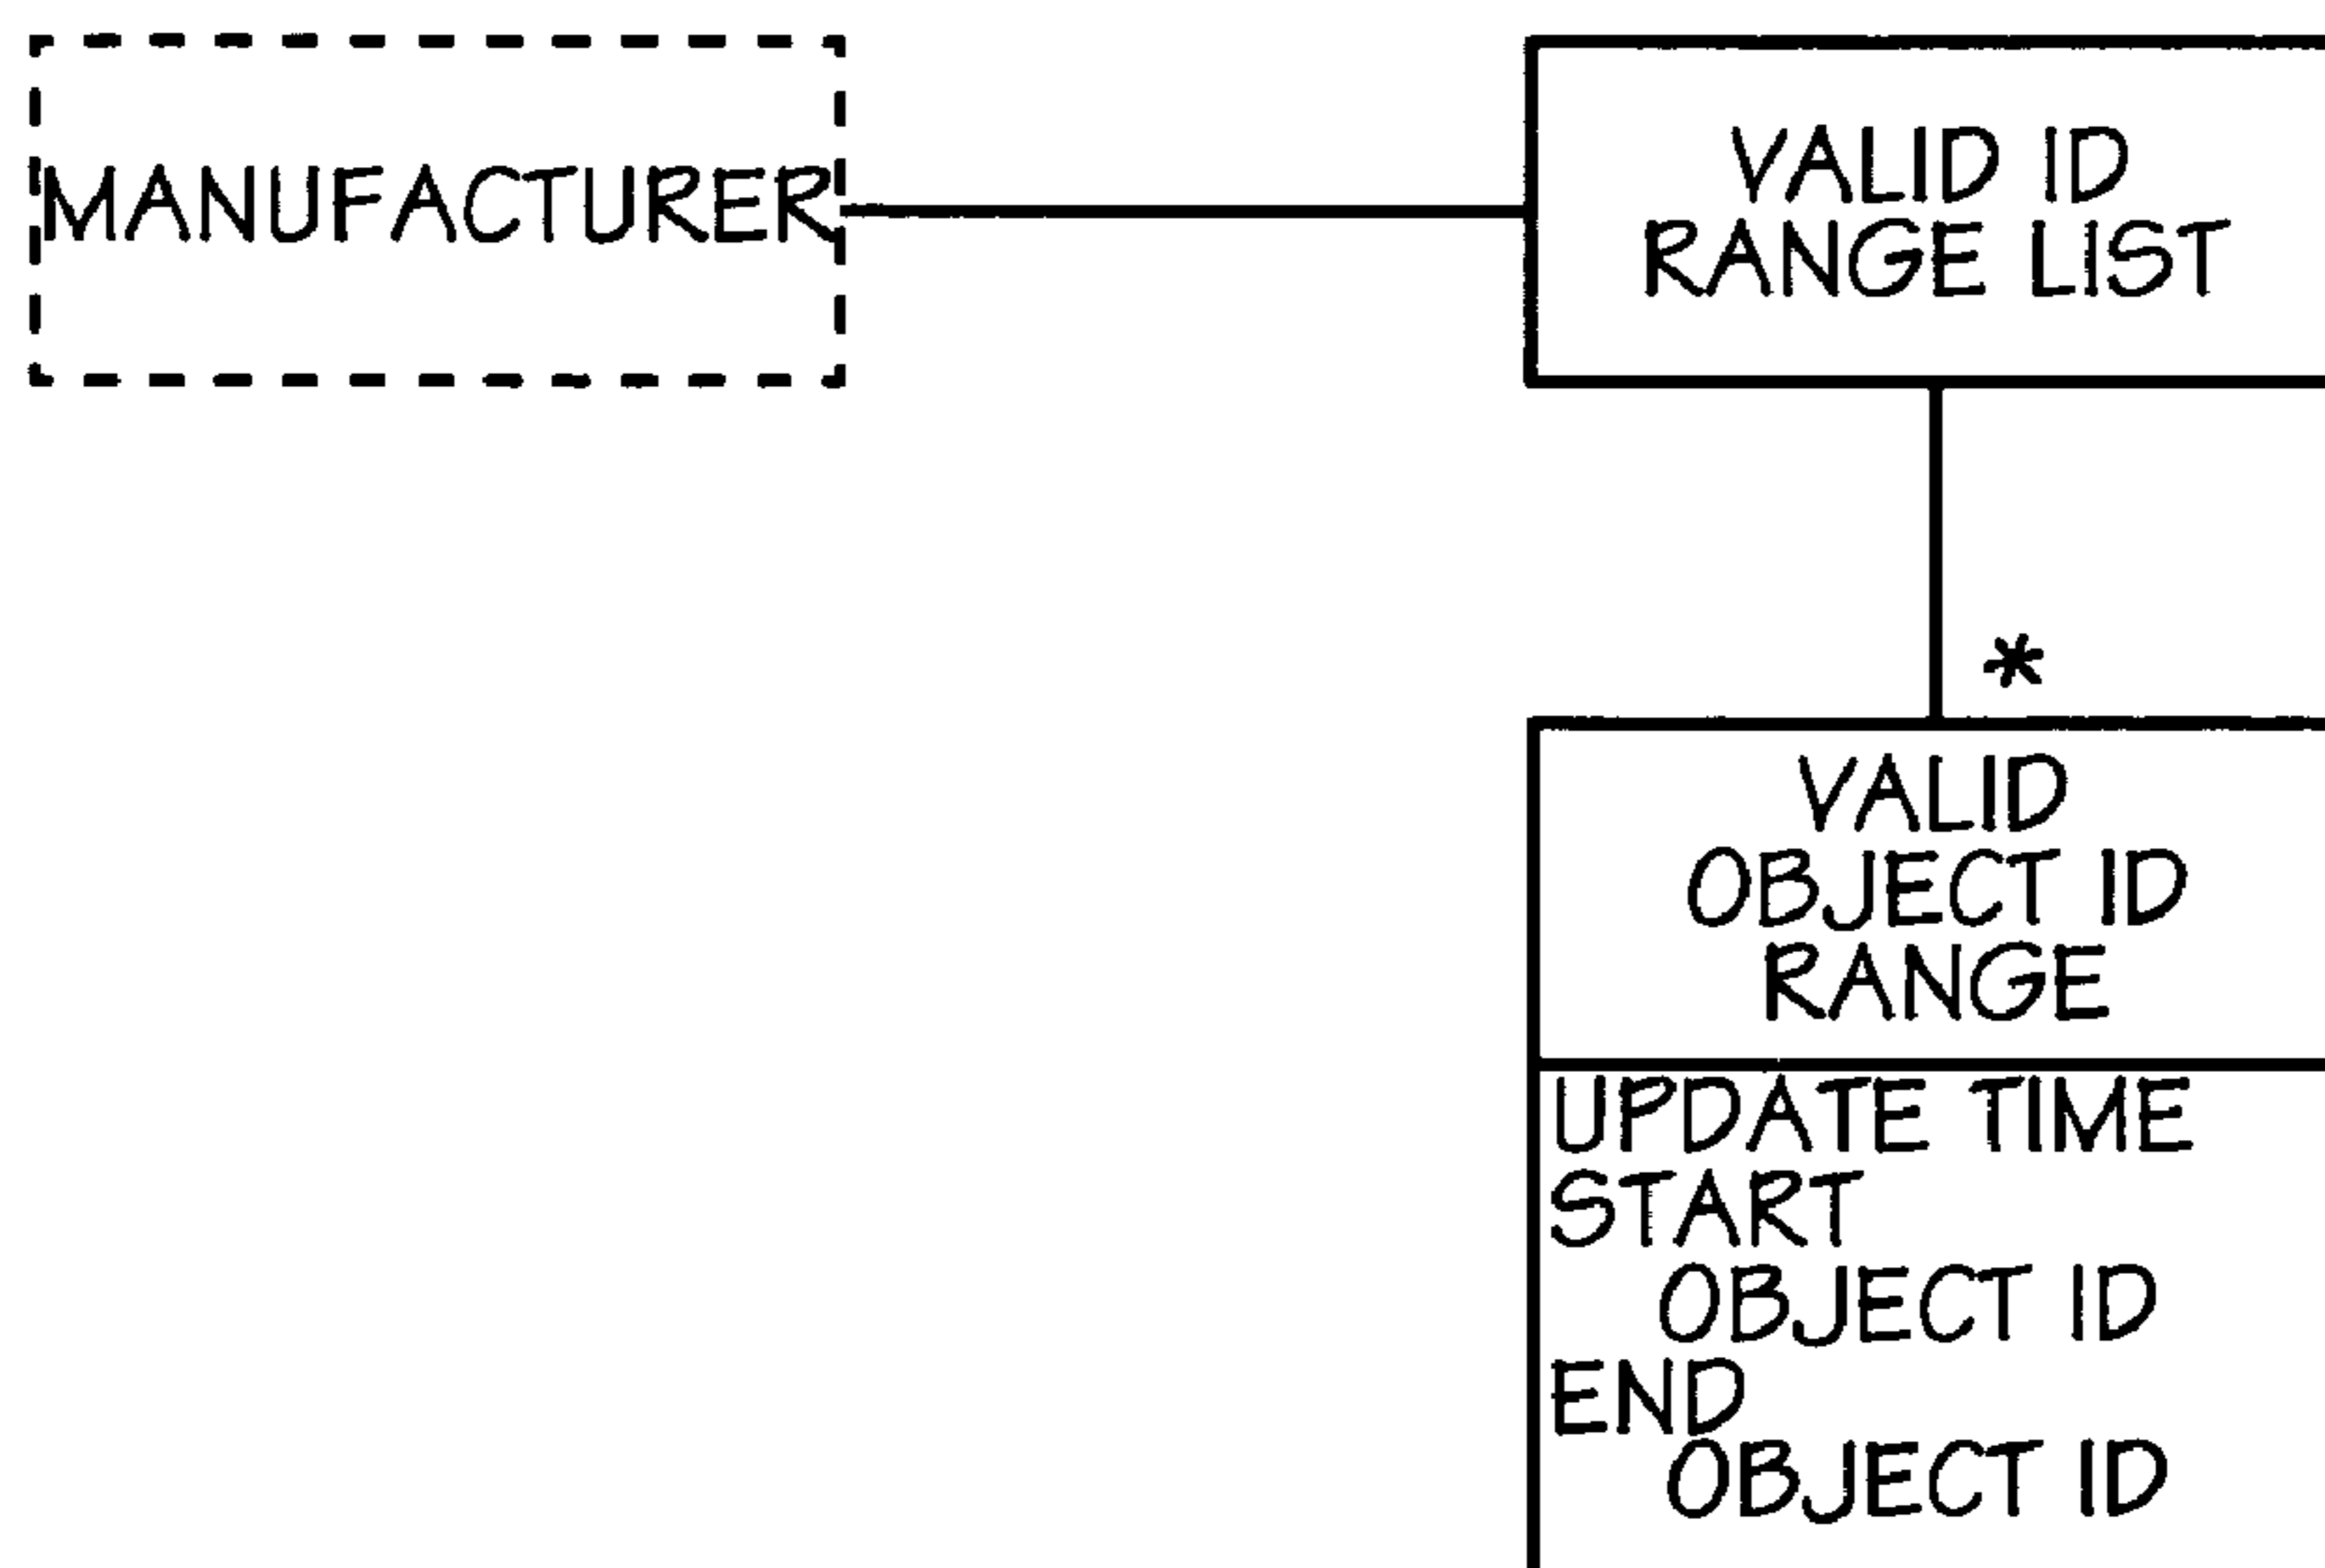 MANUFACTURER
VALID ID
RANGE LIST
*
VALID
OBJECT ID
RANGE
UPDATE TIME
START
OBJECT ID
END
OBJECT ID